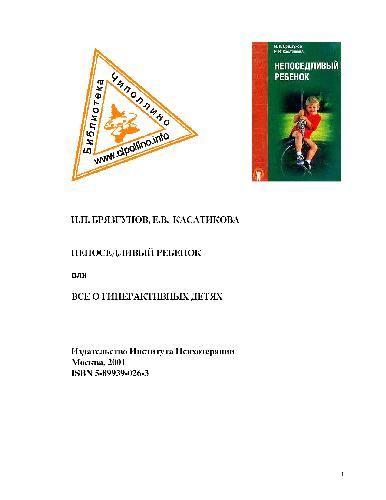 Библиотека
Чиполлино
www.cipollino.info
НЕПОСЕДЛИВЫЙ
РЕБЕНОК
И.П. БРЯЗГУНОВ, Е.В. КАСАТИКОВА
НЕПОСЕДЛИВЫЙ РЕБЕНОК
или
ВСЕ О ГИПЕРАКТИВНЫХ ДЕТЯХ
Издательство Института Психотерапии
Москва, 2001
ISBN 5-89939-026-3
1